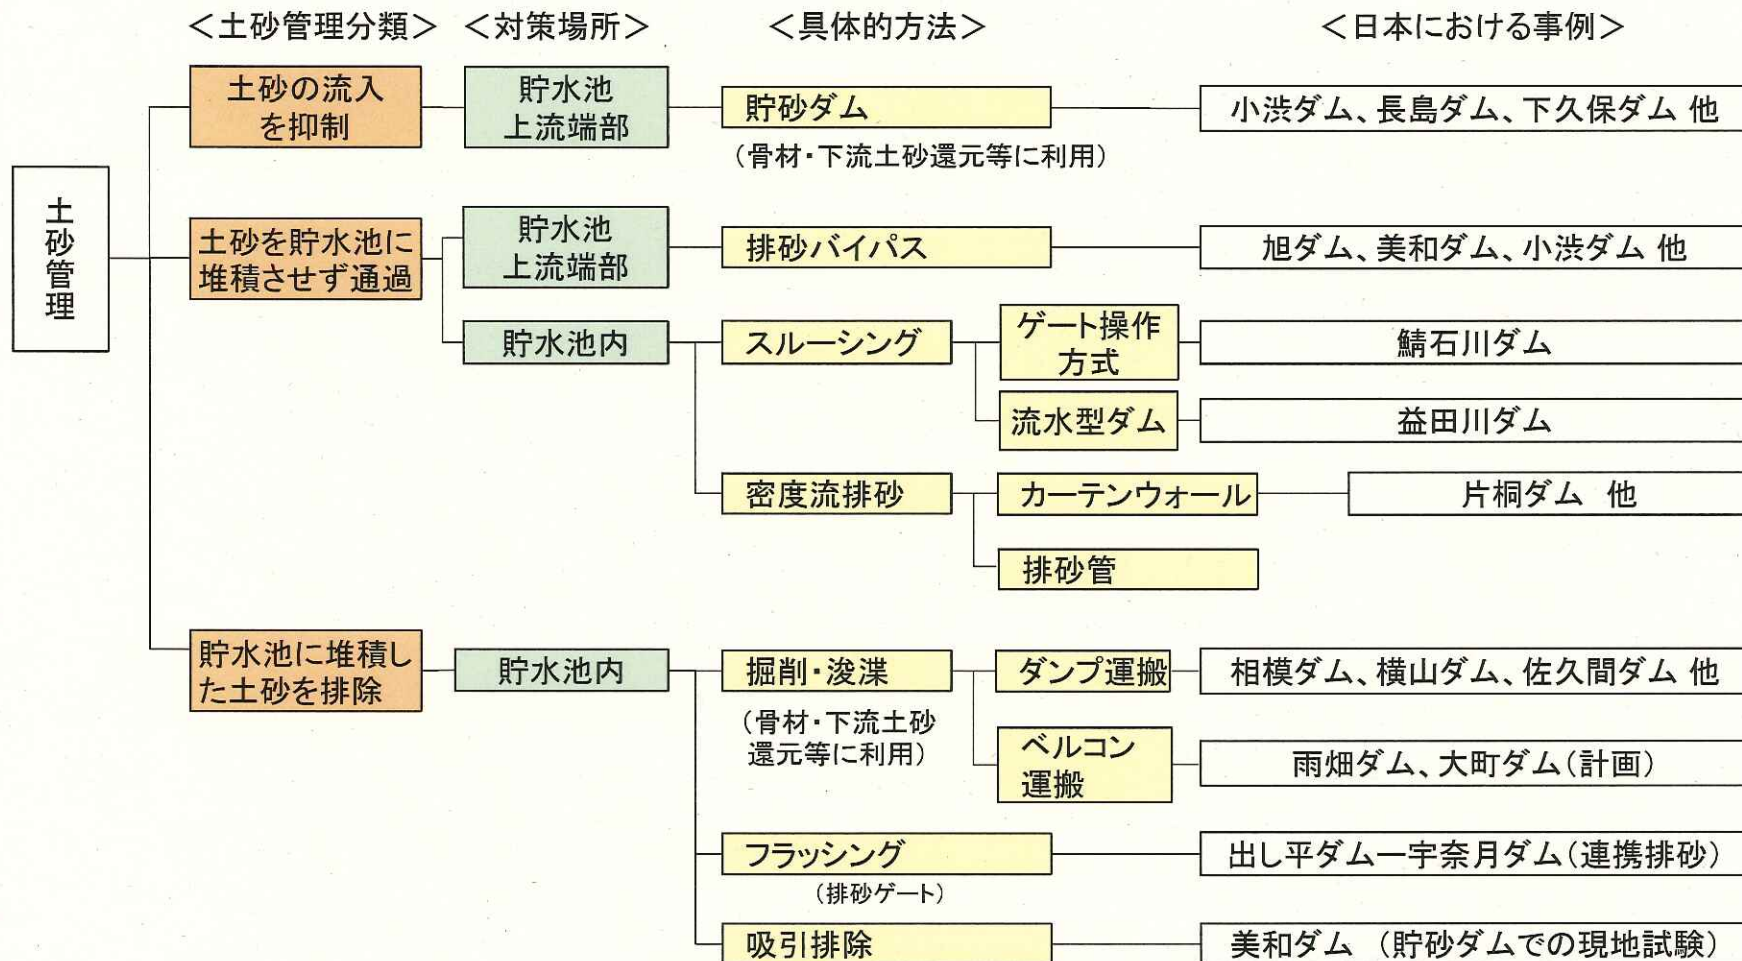 ＜土砂管理分類＞ ＜対策場所＞ ＜具体的方法＞ ＜日本における事例＞
土砂管理
土砂の流入
を抑制
貯水池
上流端部
貯砂ダム
（骨材・下流土砂還元等に利用）
小渋ダム、長島ダム、下久保ダム 他
土砂を貯水池に
堆積させず通過
貯水池
上流端部
排砂バイパス
旭ダム、美和ダム、小渋ダム 他
貯水池内
スルーシング
ゲート操作
方式
鯖石川ダム
流水型ダム
益田川ダム
密度流排砂
カーテンウォール
片桐ダム 他
排砂管
貯水池に堆積し
た土砂を排除
貯水池内
掘削・浚渫
（骨材・下流土砂
還元等に利用）
ダンプ運搬
相模ダム、横山ダム、佐久間ダム 他
ベルコン
運搬
雨畑ダム、大町ダム（計画）
フラッシング
（排砂ゲート）
出し平ダムー宇奈月ダム（連携排砂）
吸引排除
美和ダム （貯砂ダムでの現地試験）